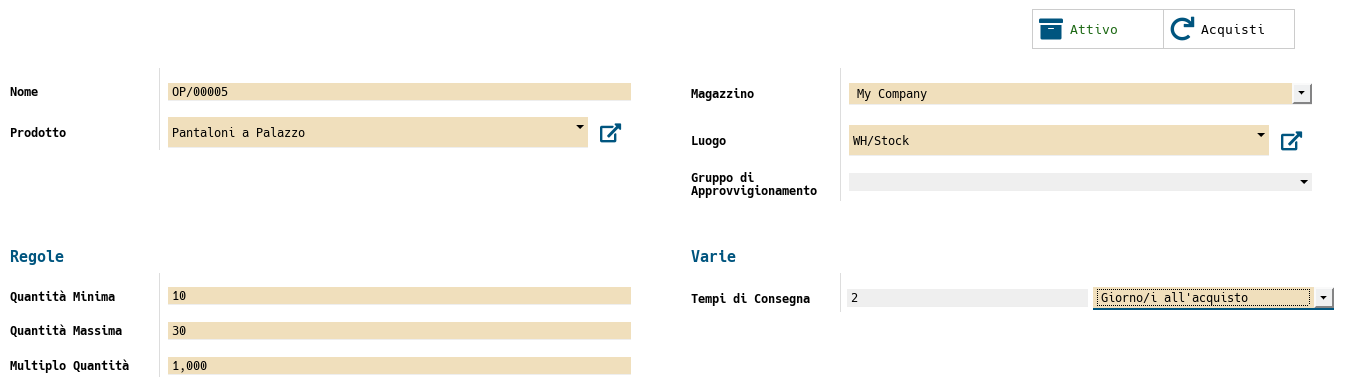 Attivo
Acquisti
Nome
OP/00005
Prodotto
Pantaloni a Palazzo
Magazzino
My Company
Luogo
WH/Stock
Gruppo di
Approvvigionamento
Regole
Quantità Minima
10
Quantità Massima
30
Multiplo Quantità
1,000
Varie
Tempi di Consegna
2
Giorno/i all'acquisto